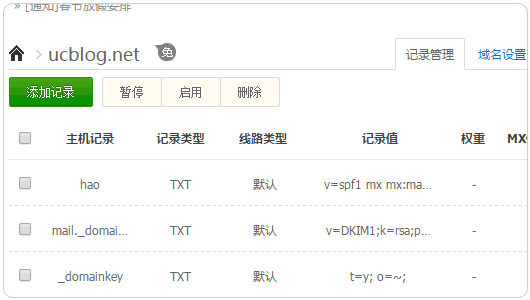 » [通知]春节放假安排
ucblog.net 免
记录管理 域名设置
添加记录 暂停 启用 删除
主机记录 记录类型 线路类型 记录值 权重 MX
hao TXT 默认 v=spf1 mx mx:ma... -
mail._domai... TXT 默认 v=DKIM1;k=rsa;p... -
_domainkey TXT 默认 t=y; o=~; -